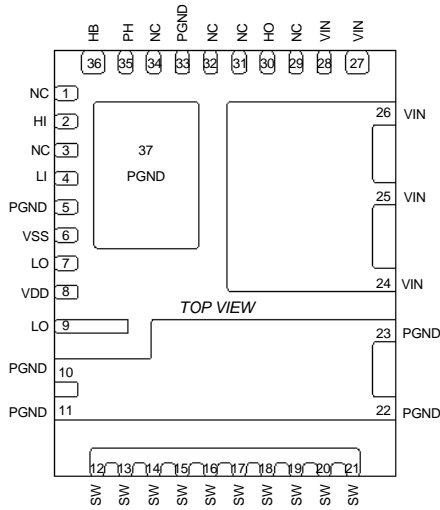 HB PH NC PGND NC NC HO NC VIN VIN
36 35 34 33 32 31 30 29 28 27
NC 1
HI 2
NC 3
LI 4
PGND 5
VSS 6
LO 7
VDD 8
LO 9
PGND 10
PGND 11
37
PGND
26 VIN
25 VIN
24 VIN
TOP VIEW
23 PGND
22 PGND
12 13 14 15 16 17 18 19 20 21
SW SW SW SW SW SW SW SW SW SW